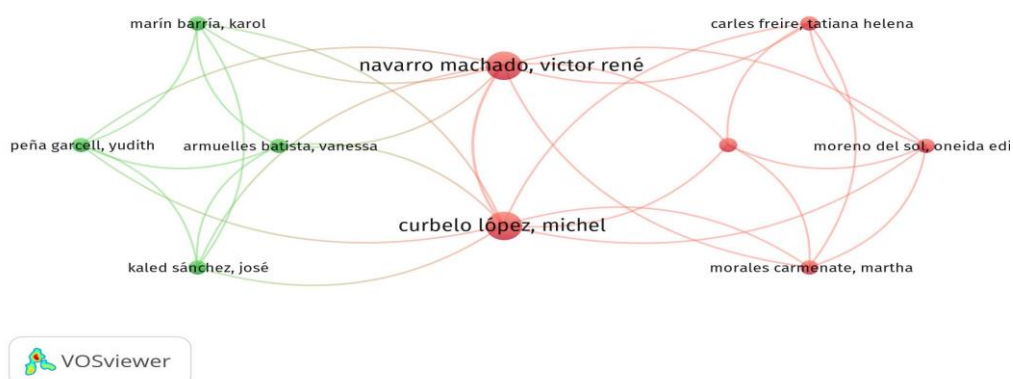 marín barría, karol
carles freire, tatiana helena
navarro machado, victor rené
peña garcell, yudith
armuelles batista, vanessa
moreno del sol, oneida edi
curbelo lópez, michel
kaled sánchez, josé
morales carmenate, martha
VOSviewer